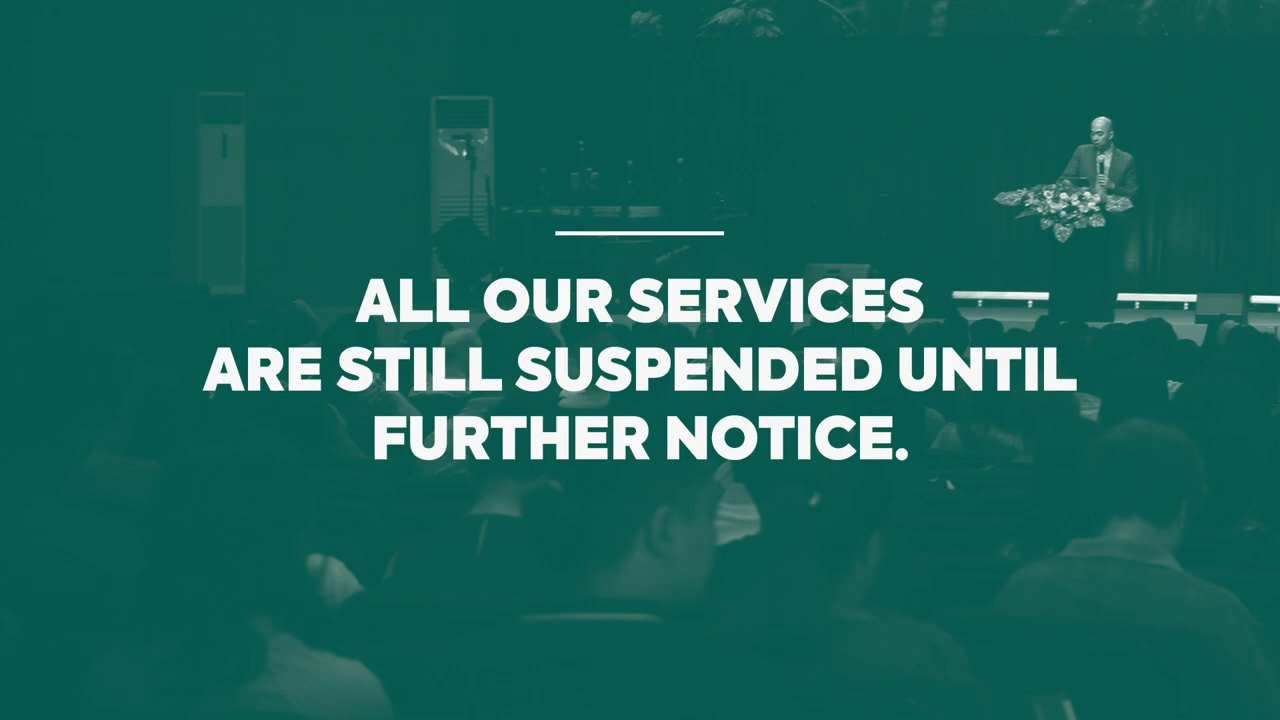 ALL OUR SERVICES
ARE STILL SUSPENDED UNTIL
FURTHER NOTICE.